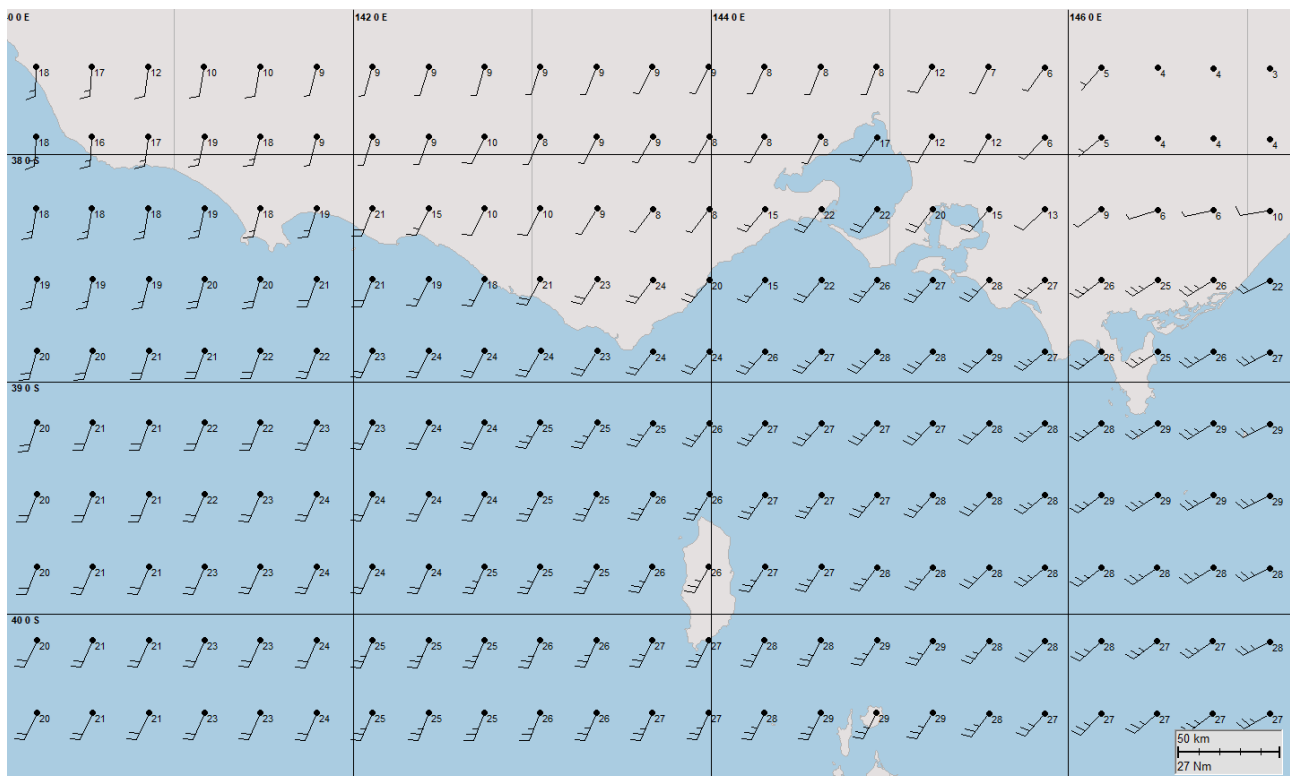 0 0 E 142 0 E 144 0 E 146 0 E
18 17 12 10 10 9 9 9 9 9 9 9 9 8 8 8 12 7 6 5 4 4 3
18 16 17 19 18 9 9 9 10 8 9 9 9 8 8 17 12 12 6 5 4 4 4
38 0 S
18 18 18 19 18 19 21 15 10 10 9 8 8 15 22 22 20 15 13 9 6 6 10
19 19 19 20 20 21 21 19 18 21 23 24 20 15 22 26 27 28 27 26 25 26 22
20 20 21 21 22 22 23 24 24 24 23 24 24 26 27 28 28 29 27 26 25 26 27
39 0 S
20 21 21 22 22 23 23 24 24 25 25 25 26 27 27 27 27 28 28 28 29 29 29
20 21 21 22 23 24 24 24 25 25 25 26 26 27 27 27 28 28 28 29 29 29 29
20 21 21 23 23 24 24 24 25 25 25 26 26 27 27 28 28 28 28 28 28 28 28
40 0 S
20 21 21 23 23 24 25 25 25 26 26 27 27 28 28 29 29 28 28 28 27 27 28
20 21 21 23 23 24 25 25 25 26 26 27 27 28 29 29 29 28 27 27 27 27 27
50 km
27 Nm